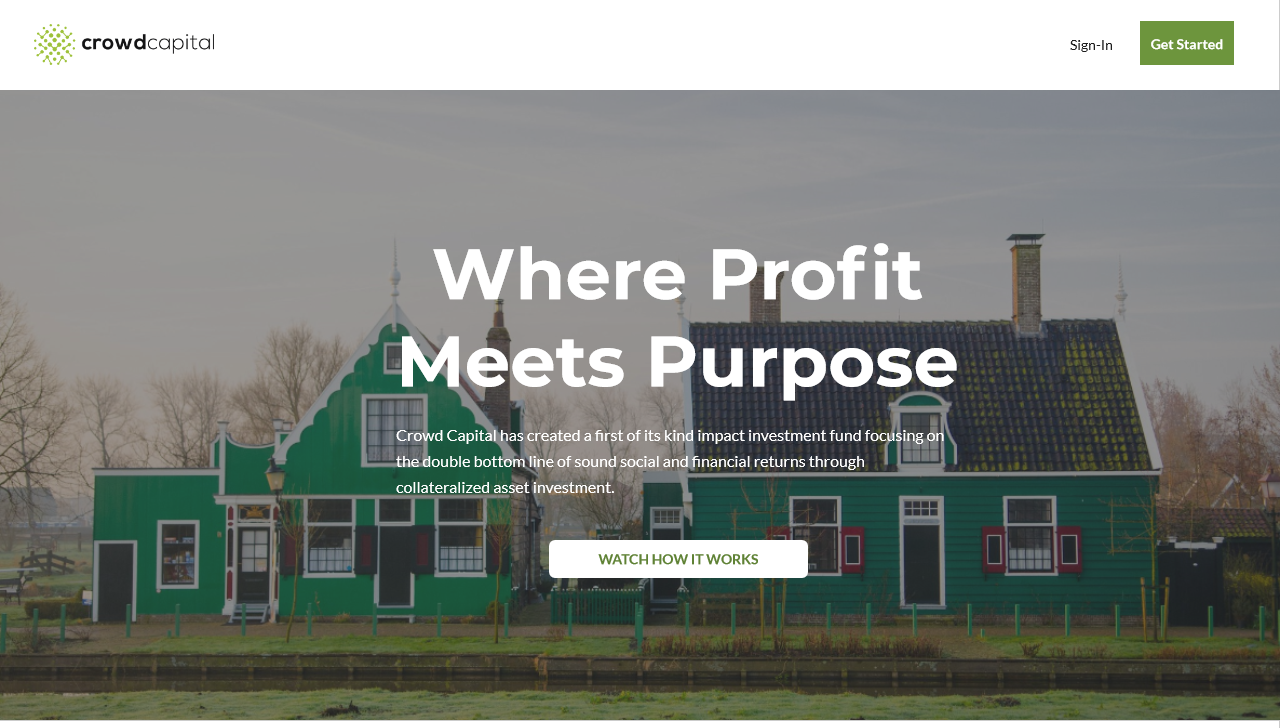 crowdcapital
Sign-In
Get Started
Where Profit
Meets Purpose
Crowd Capital has created a first of its kind impact investment fund focusing on
the double bottom line of sound social and financial returns through
collateralized asset investment.
WATCH HOW IT WORKS